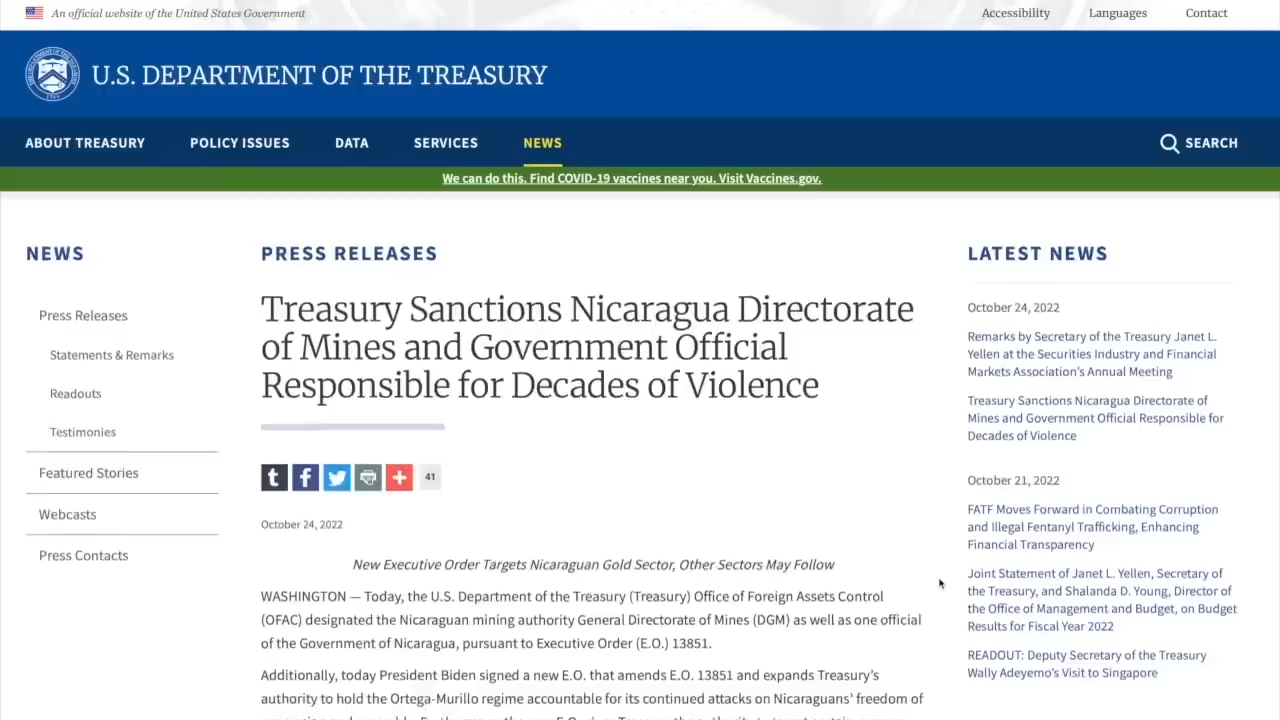 An official website of the United States Government
Accessibility
Languages
Contact
U.S. DEPARTMENT OF THE TREASURY
ABOUT TREASURY
POLICY ISSUES
DATA
SERVICES
NEWS
SEARCH
We can do this. Find COVID-19 vaccines near you. Visit Vaccines.gov.
NEWS
Press Releases
Statements & Remarks
Readouts
Testimonies
Featured Stories
Webcasts
Press Contacts
PRESS RELEASES
Treasury Sanctions Nicaragua Directorate
of Mines and Government Official
Responsible for Decades of Violence
41
October 24, 2022
New Executive Order Targets Nicaraguan Gold Sector, Other Sectors May Follow
WASHINGTON — Today, the U.S. Department of the Treasury (Treasury) Office of Foreign Assets Control
(OFAC) designated the Nicaraguan mining authority General Directorate of Mines (DGM) as well as one official
of the Government of Nicaragua, pursuant to Executive Order (E.O.) 13851.
Additionally, today President Biden signed a new E.O. that amends E.O. 13851 and expands Treasury's
authority to hold the Ortega-Murillo regime accountable for its continued attacks on Nicaraguans' freedom of
LATEST NEWS
October 24, 2022
Remarks by Secretary of the Treasury Janet L.
Yellen at the Securities Industry and Financial
Markets Association's Annual Meeting
Treasury Sanctions Nicaragua Directorate of
Mines and Government Official Responsible for
Decades of Violence
October 21, 2022
FATF Moves Forward in Combating Corruption
and Illegal Fentanyl Trafficking, Enhancing
Financial Transparency
Joint Statement of Janet L. Yellen, Secretary of
the Treasury, and Shalanda D. Young, Director of
the Office of Management and Budget, on Budget
Results for Fiscal Year 2022
READOUT: Deputy Secretary of the Treasury
Wally Adeyemo's Visit to Singapore